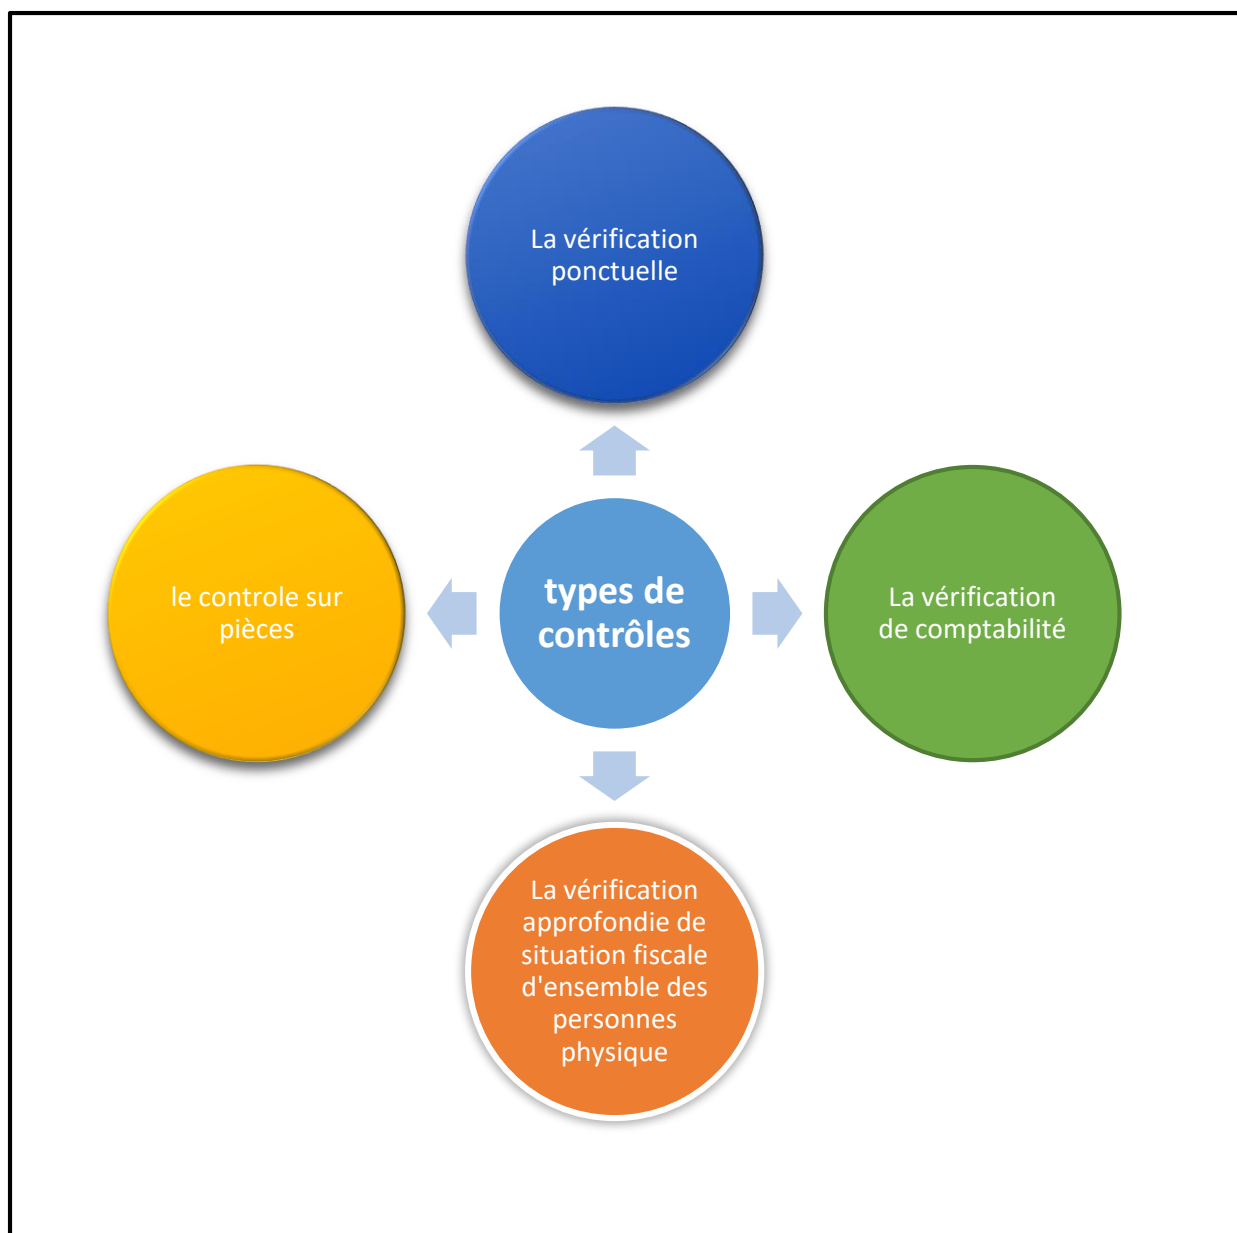 La vérification
ponctuelle
le controle sur
pièces
types de
contrôles
La vérification
de comptabilité
La vérification
approfondie de
situation fiscale
d'ensemble des
personnes
physique